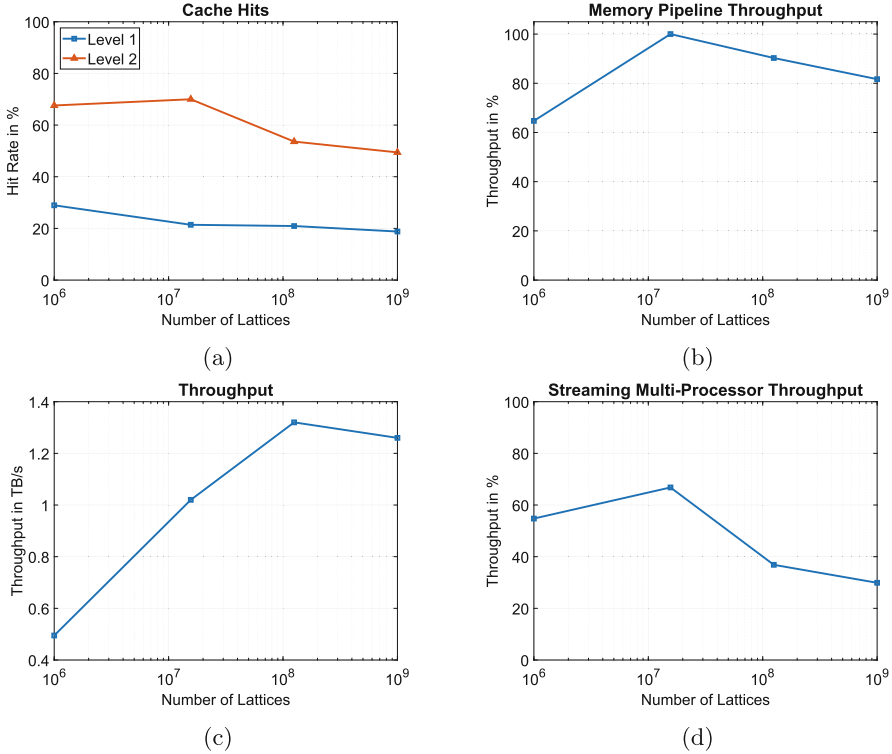 Cache Hits
100
80
60
40
20
0
Hit Rate in %
Level 1
Level 2
10^6
10^7
10^8
10^9
Number of Lattices
(a)
Memory Pipeline Throughput
100
80
60
40
20
0
Throughput in %
10^6
10^7
10^8
10^9
Number of Lattices
(b)
Throughput
1.4
1.2
1
0.8
0.6
0.4
Throughput in TB/s
10^6
10^7
10^8
10^9
Number of Lattices
(c)
Streaming Multi-Processor Throughput
100
80
60
40
20
0
Throughput in %
10^6
10^7
10^8
10^9
Number of Lattices
(d)